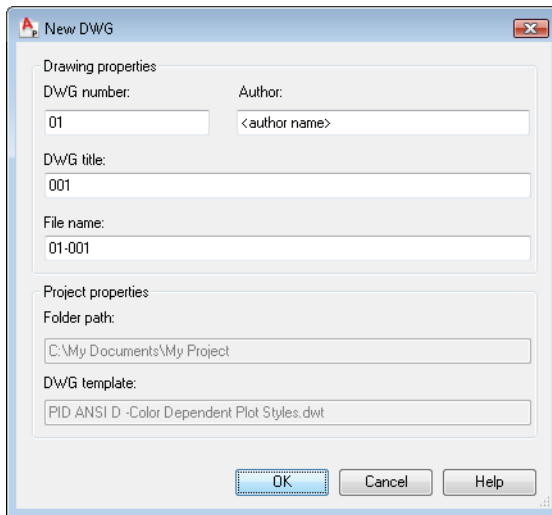 New DWG
Drawing properties
DWG number: Author:
01 <author name>
DWG title:
001
File name:
01-001
Project properties
Folder path:
C:\My Documents\My Project
DWG template:
PID ANSI D -Color Dependent Plot Styles.dwt
OK Cancel Help